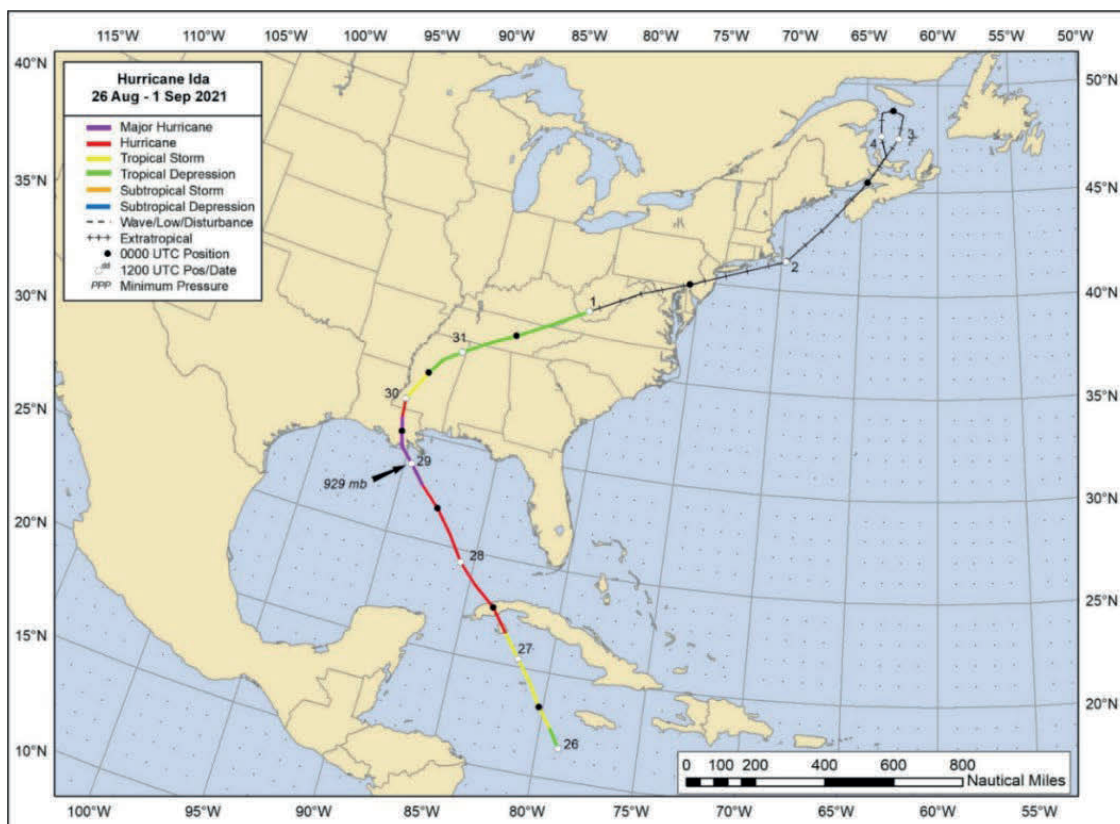 115°W 110°W 105°W 100°W 95°W 90°W 85°W 80°W 75°W 70°W 65°W 60°W 55°W 50°W
40°N
35°N
30°N
25°N
20°N
15°N
10°N
Hurricane Ida
26 Aug - 1 Sep 2021
Major Hurricane
Hurricane
Tropical Storm
Tropical Depression
Subtropical Storm
Subtropical Depression
Wave/Low/Disturbance
Extratropical
0000 UTC Position
dd 1200 UTC Pos/Date
PPP Minimum Pressure
50°N
45°N
40°N
35°N
30°N
25°N
20°N
3
4
2
1
31
30
29
929 mb
28
27
26
0 100 200 400 600 800
Nautical Miles
100°W 95°W 90°W 85°W 80°W 75°W 70°W 65°W 60°W 55°W